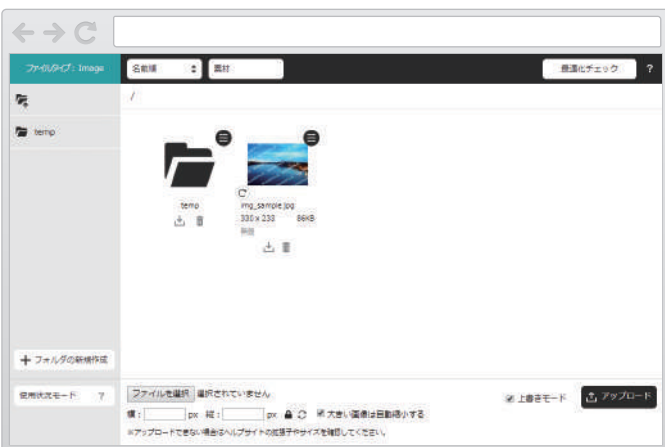 ファイルタイプ: Image
名前順
素材
最適化チェック
?
/
temp
temp
img_sample.jpg
330 x 233 86KB
フォルダの新規作成
使用状況モード ?
ファイルを選択 選択されていません
横: px 縦: px 大きい画像は自動縮小する
※アップロードできない場合はヘルプサイトの拡張子やサイズを確認してください。
上書きモード
アップロード